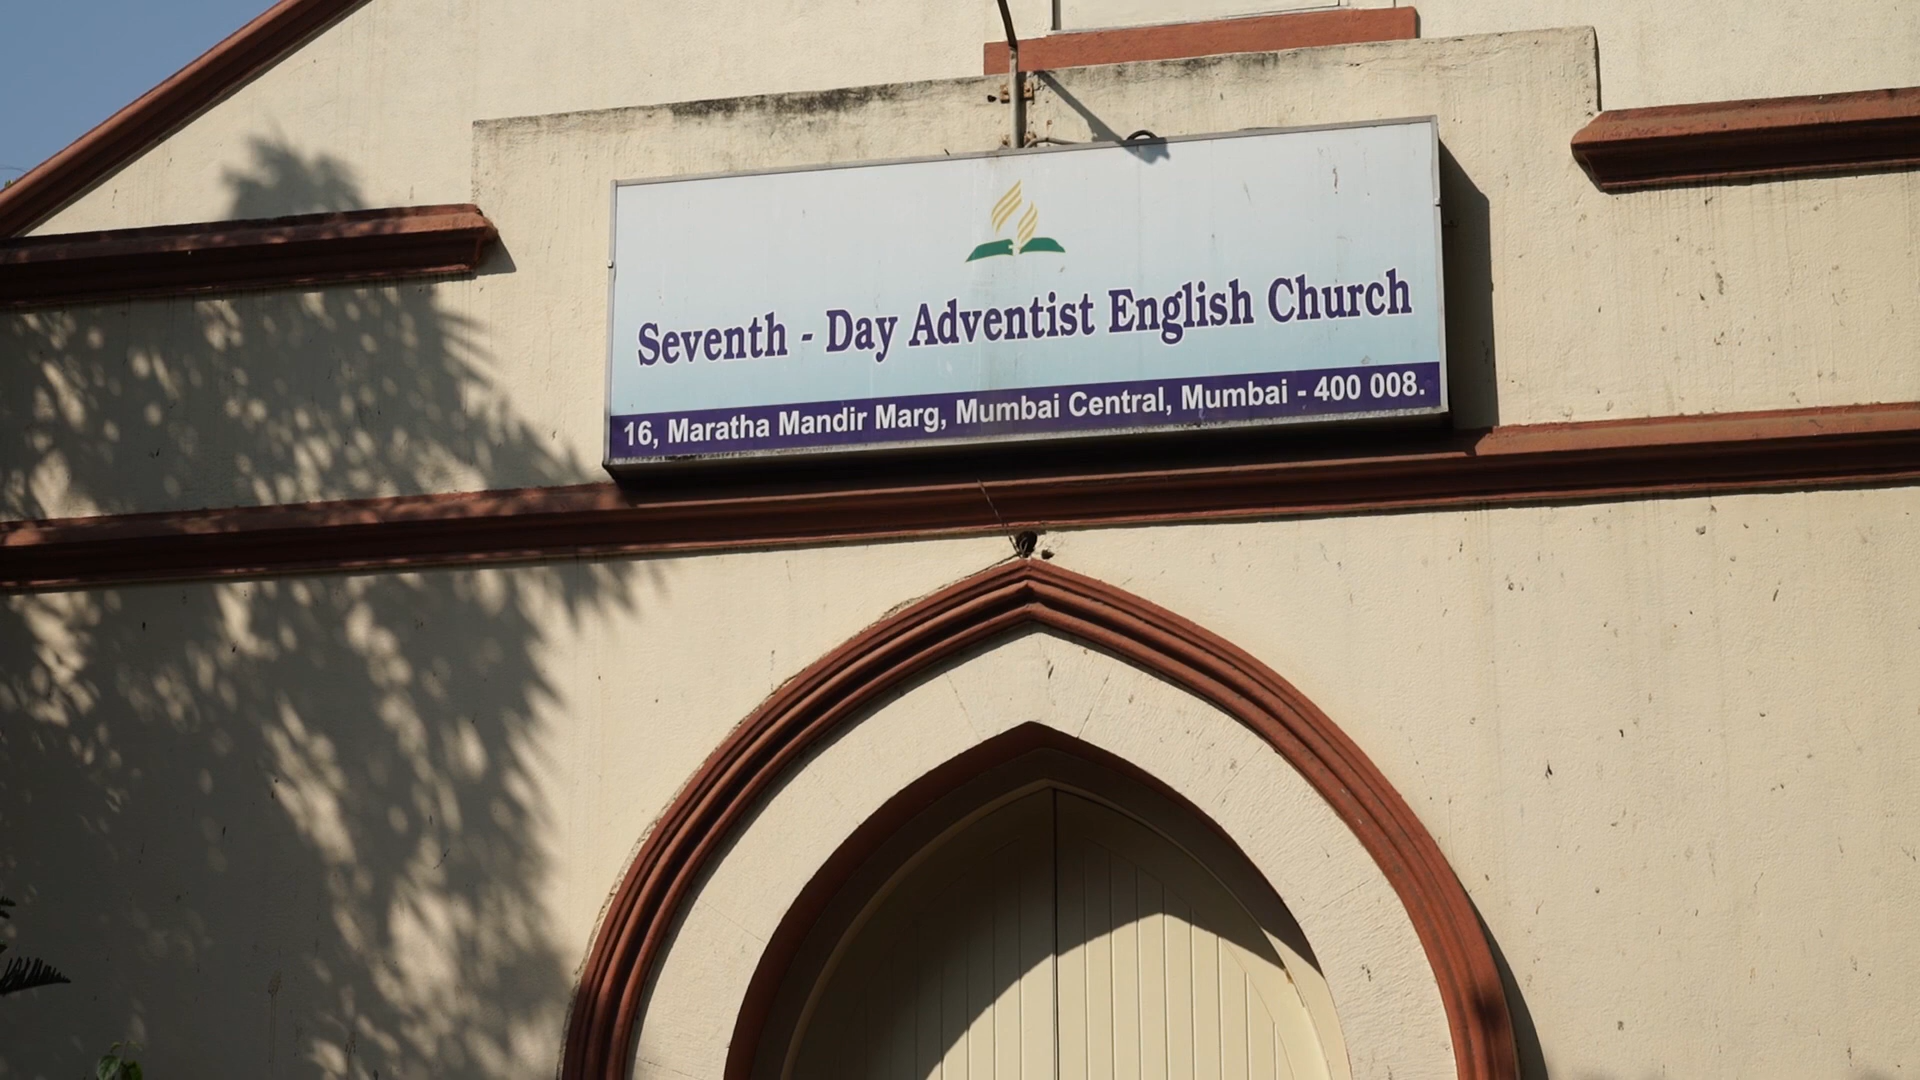 Seventh - Day Adventist English Church
16, Maratha Mandir Marg, Mumbai Central, Mumbai - 400 008.